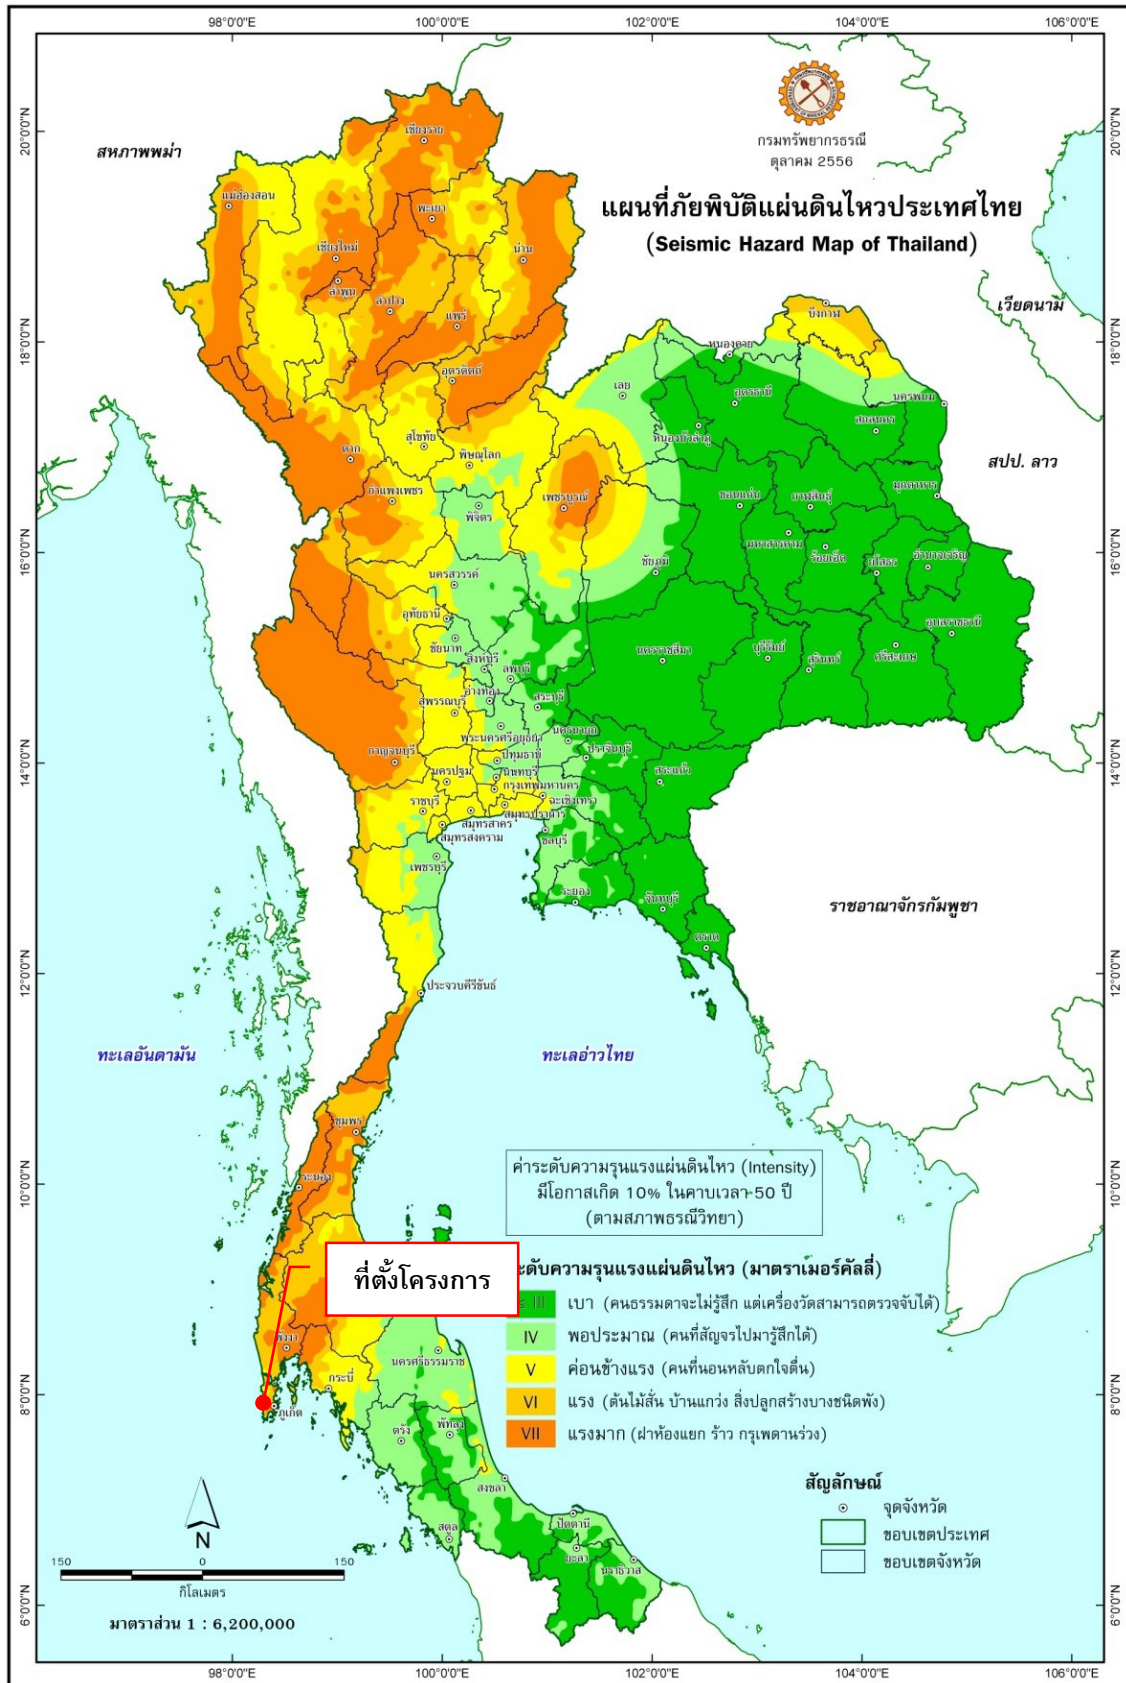 98°0'0"E 100°0'0"E 102°0'0"E 104°0'0"E 106°0'0"E
กรมทรัพยากรธรณี
ตุลาคม 2556
แผนที่ภัยพิบัติแผ่นดินไหวประเทศไทย
(Seismic Hazard Map of Thailand)
20°0'0"N
18°0'0"N
16°0'0"N
14°0'0"N
12°0'0"N
10°0'0"N
8°0'0"N
6°0'0"N
20°0'0"N
18°0'0"N
16°0'0"N
14°0'0"N
12°0'0"N
10°0'0"N
8°0'0"N
6°0'0"N
สหภาพพม่า
เวียดนาม
สปป. ลาว
ราชอาณาจักรกัมพูชา
ทะเลอันดามัน
ทะเลอ่าวไทย
เชียงราย
แม่ฮ่องสอน
พะเยา
เชียงใหม่
น่าน
ลำพูน
ลำปาง
แพร่
บึงกาฬ
หนองคาย
อุตรดิตถ์
เลย
อุดรธานี
นครพนม
สกลนคร
หนองบัวลำภู
สุโขทัย
พิษณุโลก
ตาก
กำแพงเพชร
พิจิตร
เพชรบูรณ์
ขอนแก่น
กาฬสินธุ์
มุกดาหาร
มหาสารคาม
ร้อยเอ็ด
ยโสธร
อำนาจเจริญ
ชัยภูมิ
นครสวรรค์
อุทัยธานี
ชัยนาท
สิงห์บุรี
ลพบุรี
นครราชสีมา
บุรีรัมย์
สุรินทร์
ศรีสะเกษ
อุบลราชธานี
อ่างทอง
สระบุรี
สุพรรณบุรี
พระนครศรีอยุธยา
นครนายก
ปราจีนบุรี
กาญจนบุรี
ปทุมธานี
นนทบุรี
สระแก้ว
นครปฐม
กรุงเทพมหานคร
ฉะเชิงเทรา
ราชบุรี
สมุทรปราการ
สมุทรสาคร
สมุทรสงคราม
ชลบุรี
เพชรบุรี
ระยอง
จันทบุรี
ตราด
ประจวบคีรีขันธ์
ชุมพร
ระนอง
พังงา
กระบี่
ภูเก็ต
นครศรีธรรมราช
ตรัง
พัทลุง
สงขลา
สตูล
ปัตตานี
ยะลา
นราธิวาส
ที่ตั้งโครงการ
ค่าระดับความรุนแรงแผ่นดินไหว (Intensity)
มีโอกาสเกิด 10% ในคาบเวลา 50 ปี
(ตามสภาพธรณีวิทยา)
ะดับความรุนแรงแผ่นดินไหว (มาตราเมอร์คัลลี่)
≤ III เบา (คนธรรมดาจะไม่รู้สึก แต่เครื่องวัดสามารถตรวจจับได้)
IV พอประมาณ (คนที่สัญจรไปมารู้สึกได้)
V ค่อนข้างแรง (คนที่นอนหลับตกใจตื่น)
VI แรง (ต้นไม้สั่น บ้านแกว่ง สิ่งปลูกสร้างบางชนิดพัง)
VII แรงมาก (ฝาห้องแยก ร้าว กรุเพดานร่วง)
สัญลักษณ์
จุดจังหวัด
ขอบเขตประเทศ
ขอบเขตจังหวัด
N
150 0 150
กิโลเมตร
มาตราส่วน 1 : 6,200,000
98°0'0"E 100°0'0"E 102°0'0"E 104°0'0"E 106°0'0"E